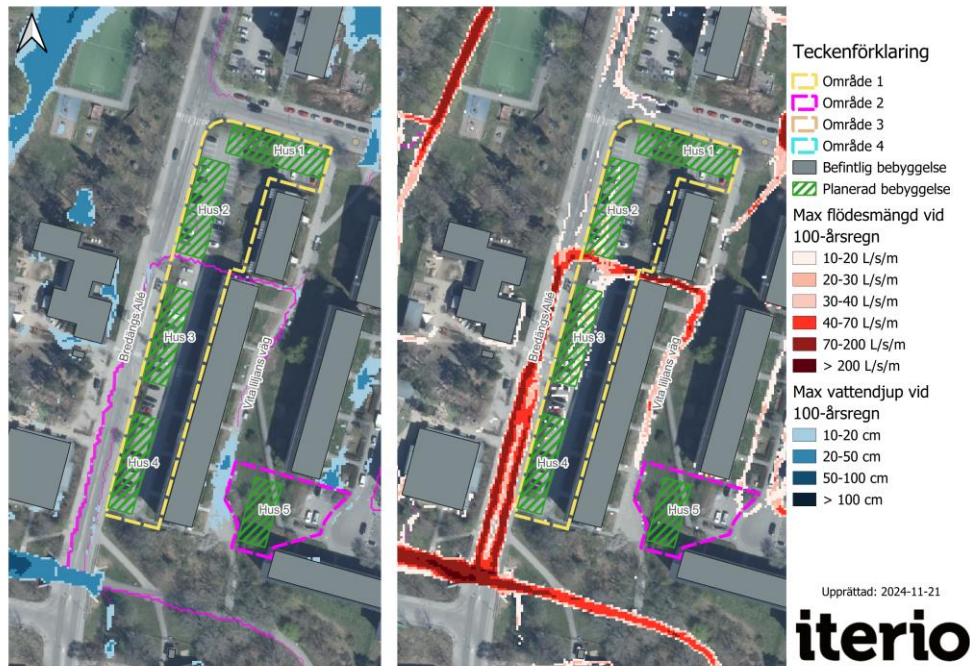 Hus 1
Hus 2
Bredängs Allé
Hus 3
Vita liljans väg
Hus 4
Hus 5
Hus 1
Hus 2
Bredängs Allé
Hus 3
Vita liljans väg
Hus 4
Hus 5
Teckenförklaring
Område 1
Område 2
Område 3
Område 4
Befintlig bebyggelse
Planerad bebyggelse
Max flödesmängd vid
100-årsregn
10-20 L/s/m
20-30 L/s/m
30-40 L/s/m
40-70 L/s/m
70-200 L/s/m
> 200 L/s/m
Max vattendjup vid
100-årsregn
10-20 cm
20-50 cm
50-100 cm
> 100 cm
Upprättad: 2024-11-21
iterio